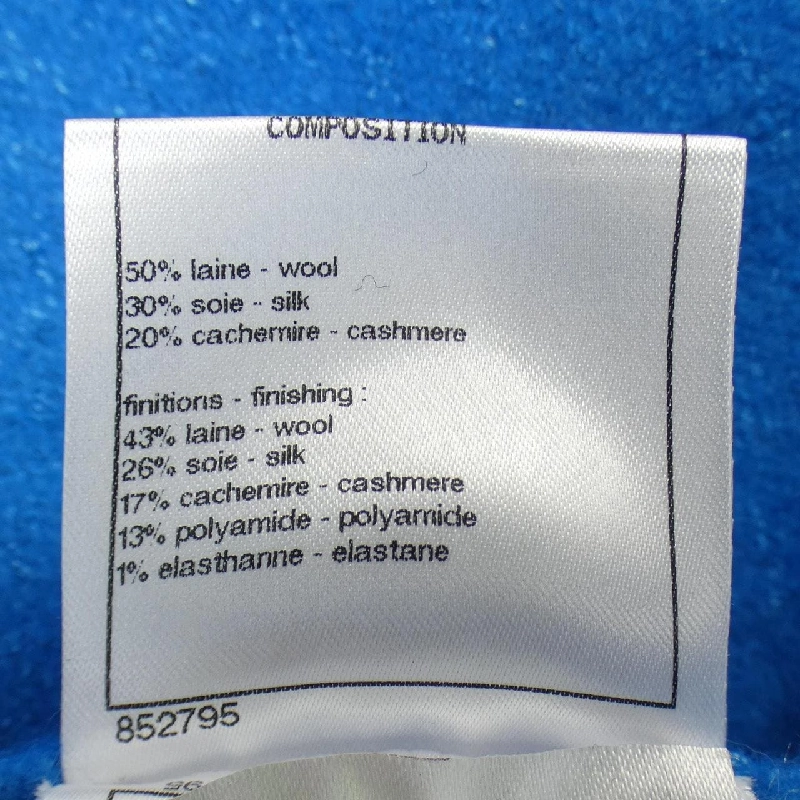 COMPOSITION
50% laine - wool
30% soie - silk
20% cachemire - cashmere
finitions - finishing :
43% laine - wool
26% soie - silk
17% cachemire - cashmere
13% polyamide - polyamide
1% elasthanne - elastane
852795